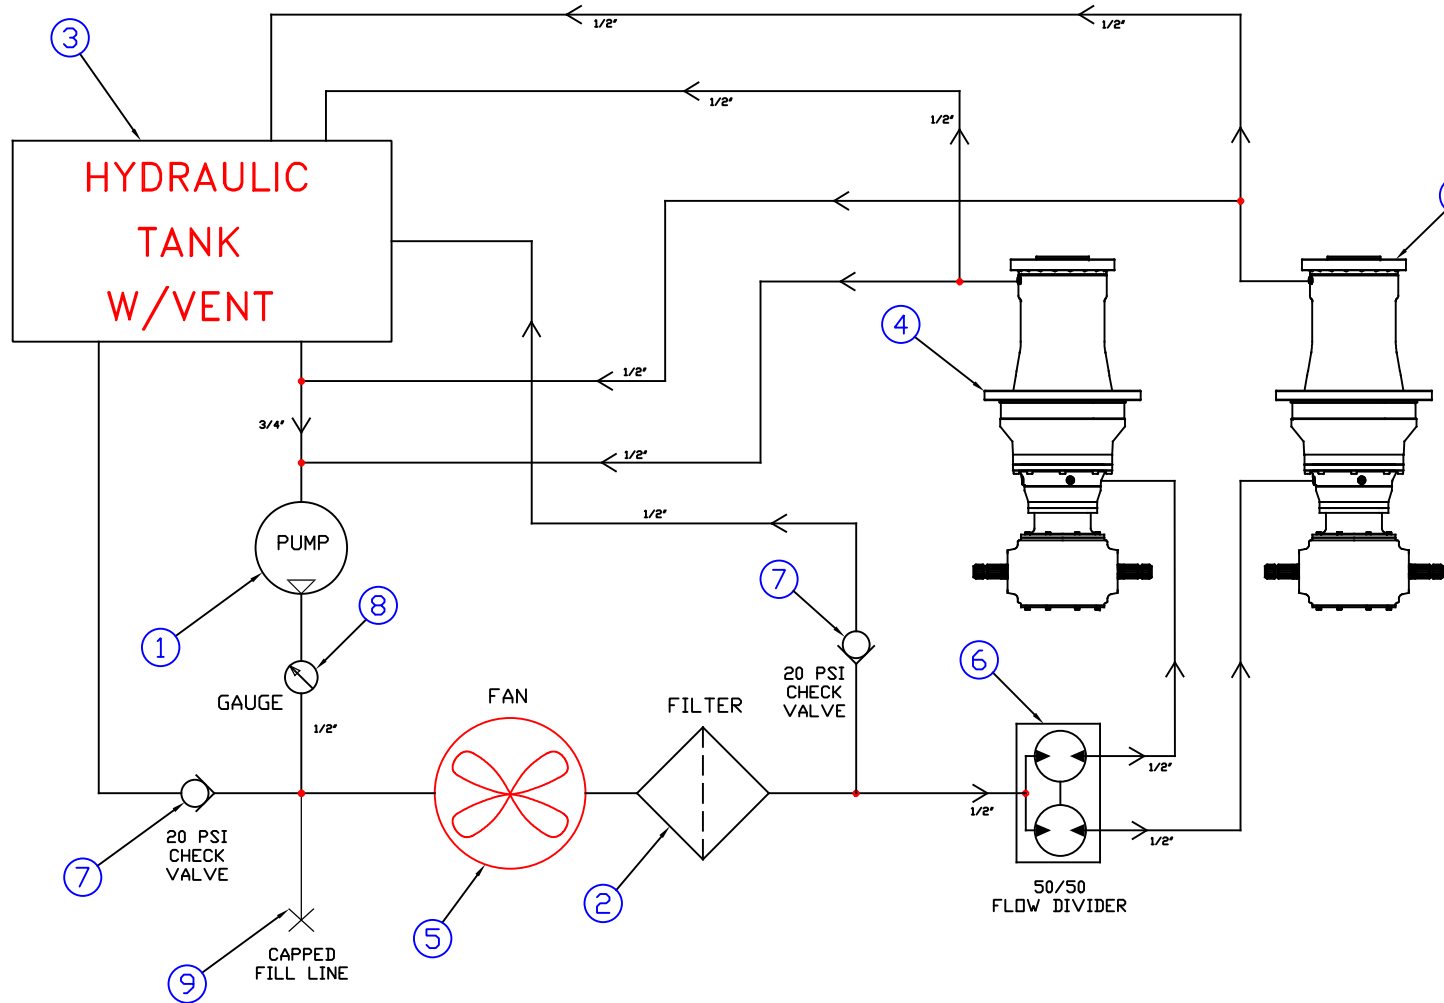 1/2"
1/2"
3
1/2"
1/2"
HYDRAULIC
TANK
W/VENT
4
1/2"
3/4"
1/2"
1/2"
PUMP
7
8
1
20 PSI
CHECK
VALVE
6
GAUGE
FAN
FILTER
1/2"
1/2"
1/2"
1/2"
20 PSI
CHECK
VALVE
7
50/50
FLOW DIVIDER
2
5
CAPPED
FILL LINE
9